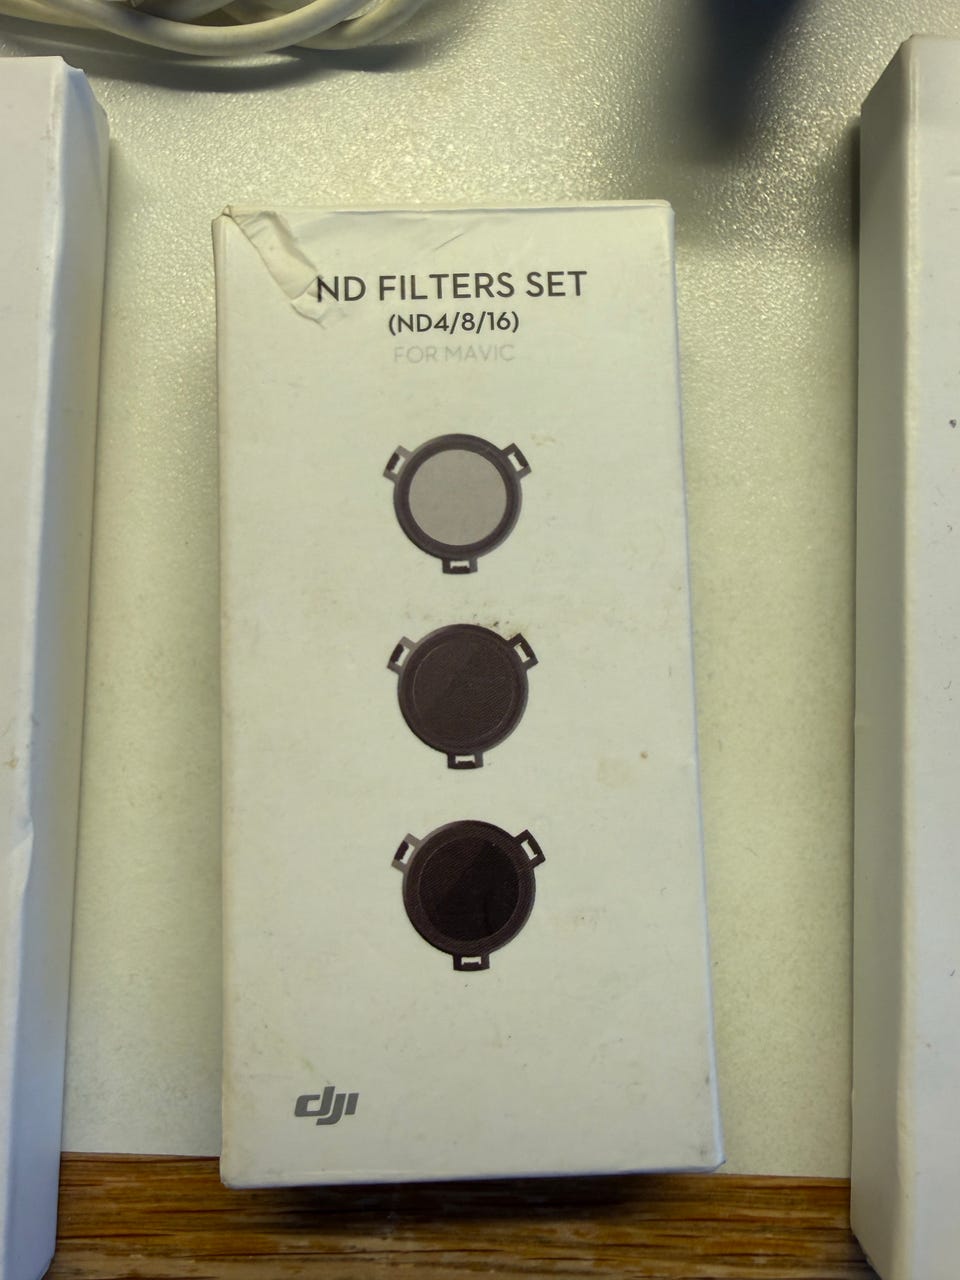 ND FILTERS SET
(ND4/8/16)
FOR MAVIC
dji